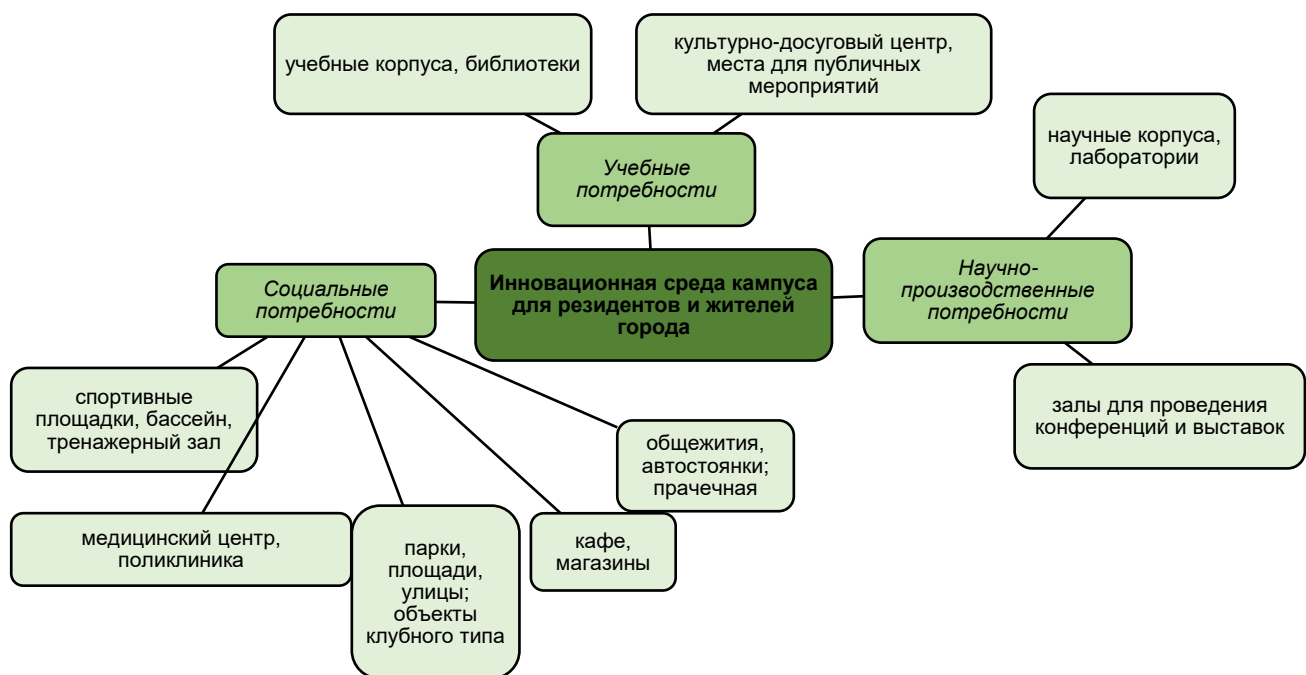 учебные корпуса, библиотеки
культурно-досуговый центр,
места для публичных
мероприятий
научные корпуса,
лаборатории
Учебные
потребности
Инновационная среда кампуса
для резидентов и жителей
города
Социальные
потребности
Научно-
производственные
потребности
спортивные
площадки, бассейн,
тренажерный зал
общежития,
автостоянки;
прачечная
залы для проведения
конференций и выставок
медицинский центр,
поликлиника
парки,
площади,
улицы;
объекты
клубного типа
кафе,
магазины